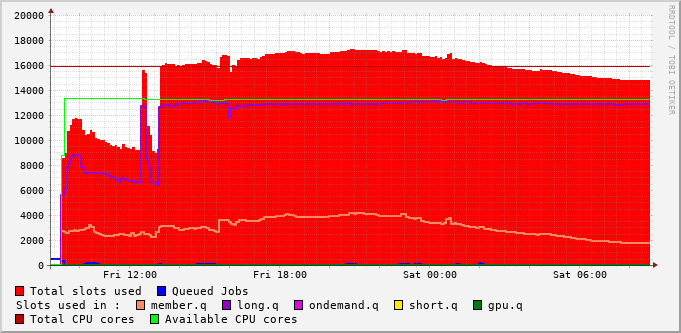 20000
18000
16000
14000
12000
10000
8000
6000
4000
2000
0
Fri 12:00 Fri 18:00 Sat 00:00 Sat 06:00
RRDTOOL / TOBI OETIKER
Total slots used Queued Jobs
Slots used in : member.q long.q ondemand.q short.q gpu.q
Total CPU cores Available CPU cores